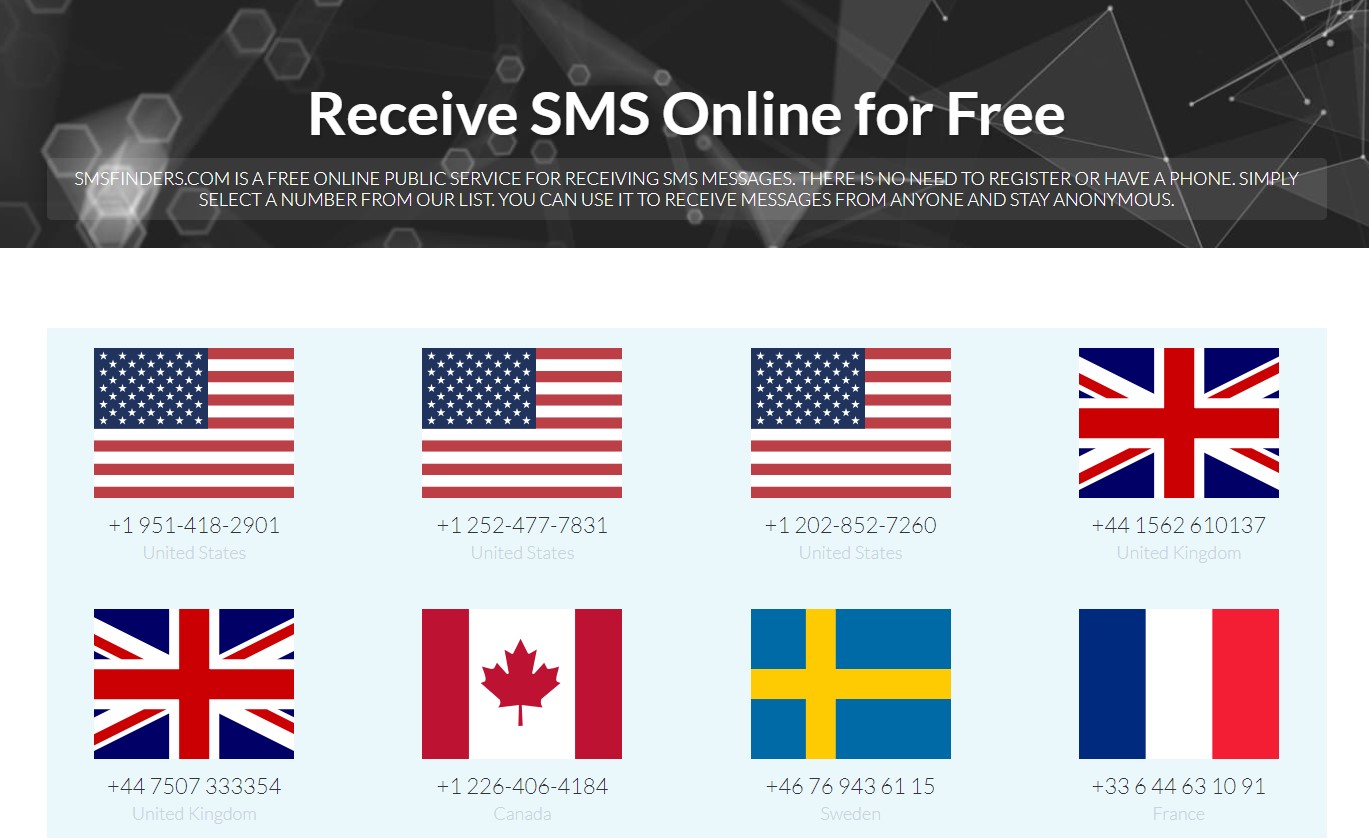 Receive SMS Online for Free
SMSFINDERS.COM IS A FREE ONLINE PUBLIC SERVICE FOR RECEIVING SMS MESSAGES. THERE IS NO NEED TO REGISTER OR HAVE A PHONE. SIMPLY
SELECT A NUMBER FROM OUR LIST. YOU CAN USE IT TO RECEIVE MESSAGES FROM ANYONE AND STAY ANONYMOUS.
+1 951-418-2901
United States
+1 252-477-7831
United States
+1 202-852-7260
United States
+44 1562 610137
United Kingdom
+44 7507 333354
United Kingdom
+1 226-406-4184
Canada
+46 76 943 61 15
Sweden
+33 6 44 63 10 91
France